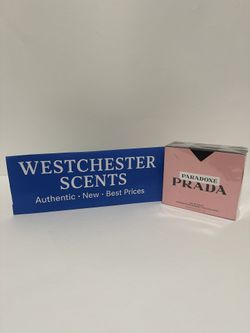 WESTCHESTER
SCENTS
Authentic • New • Best Prices
PARADOXE
PRADA